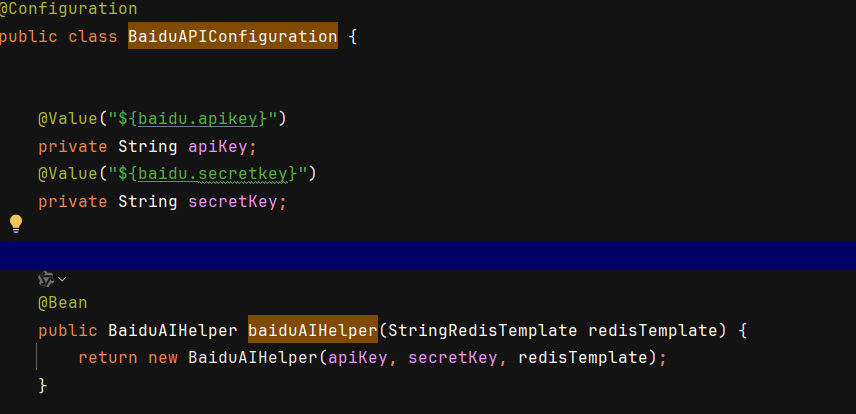 @Configuration
public class BaiduAPIConfiguration {
@Value("${baidu.apikey}")
private String apiKey;
@Value("${baidu.secretkey}")
private String secretKey;
@Bean
public BaiduAIHelper baiduAIHelper(StringRedisTemplate redisTemplate) {
return new BaiduAIHelper(apiKey, secretKey, redisTemplate);
}